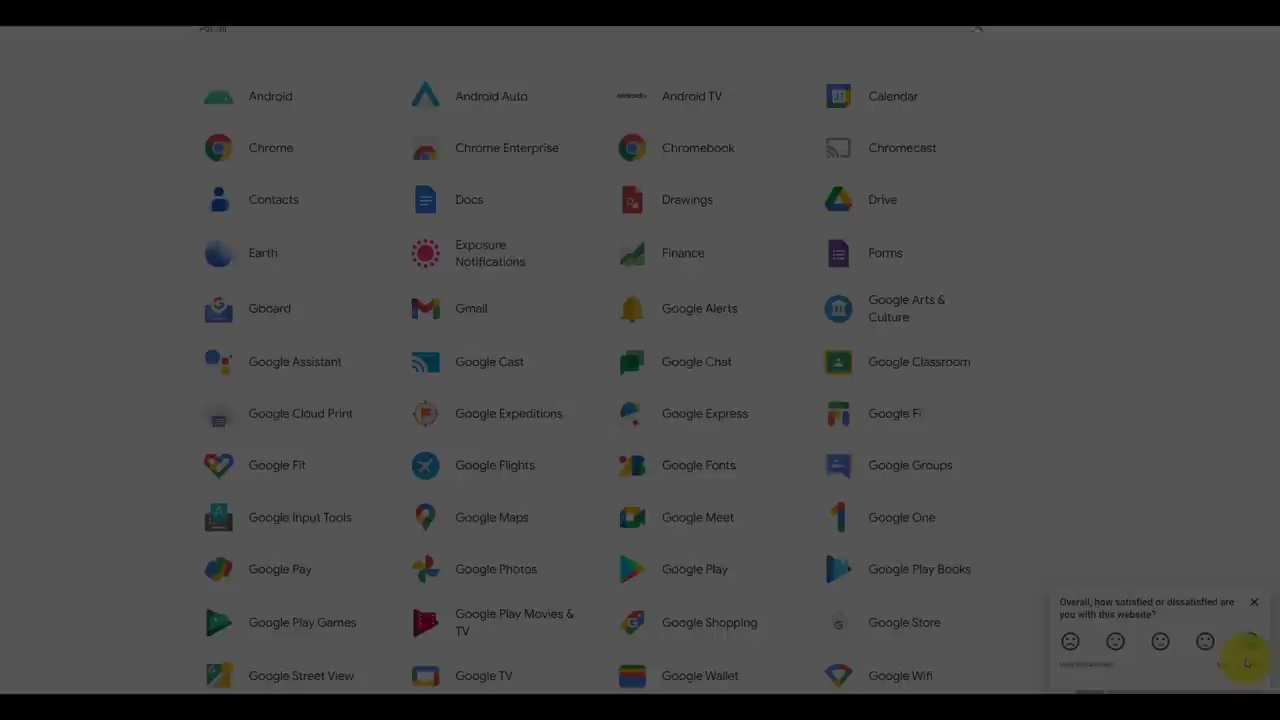 Android
Android Auto
androidtv
Android TV
Calendar
Chrome
Chrome Enterprise
Chromebook
Chromecast
Contacts
Docs
Drawings
Drive
Earth
Exposure
Notifications
Finance
Forms
Gboard
Gmail
Google Alerts
Google Arts &
Culture
Google Assistant
Google Cast
Google Chat
Google Classroom
Google Cloud Print
Google Expeditions
Google Express
Google Fi
Google Fit
Google Flights
Google Fonts
Google Groups
Google Input Tools
Google Maps
Google Meet
Google One
Google Pay
Google Photos
Google Play
Google Play Books
Google Play Games
Google Play Movies &
TV
Google Shopping
Google Store
Google Street View
Google TV
Google Wallet
Google Wifi
Overall, how satisfied or dissatisfied are
you with this website?